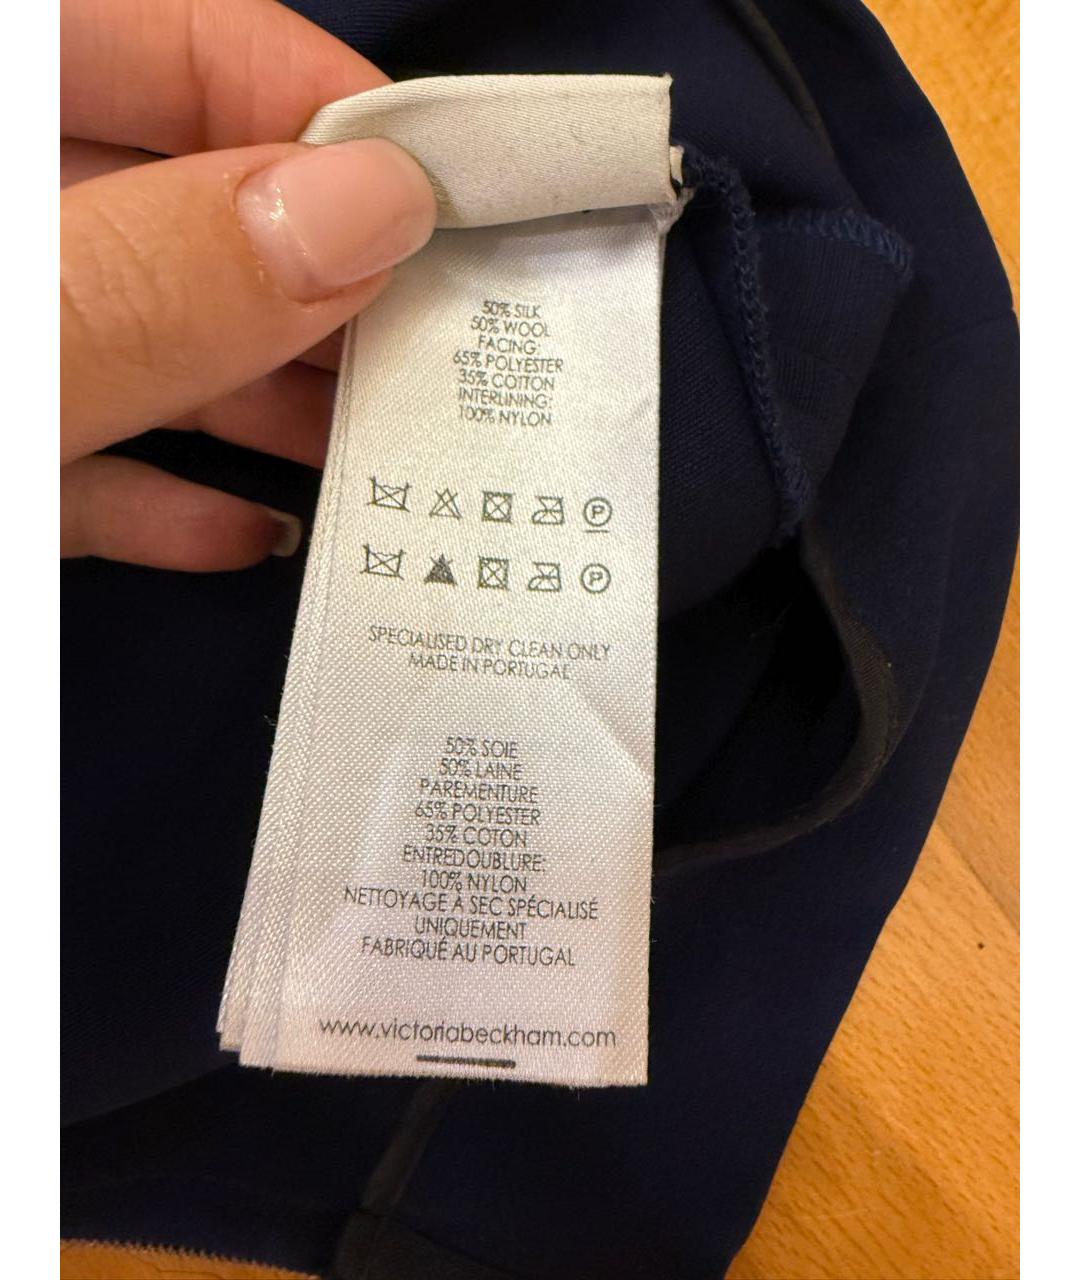 50% SILK
50% WOOL
FACING:
65% POLYESTER
35% COTTON
INTERLINING:
100% NYLON
P
P
SPECIALISED DRY CLEAN ONLY
MADE IN PORTUGAL
50% SOIE
50% LAINE
PAREMENTURE
65% POLYESTER
35% COTON
ENTREDOUBLURE:
100% NYLON
NETTOYAGE À SEC SPÉCIALISÉ
UNIQUEMENT
FABRIQUÉ AU PORTUGAL
www.victoriabeckham.com